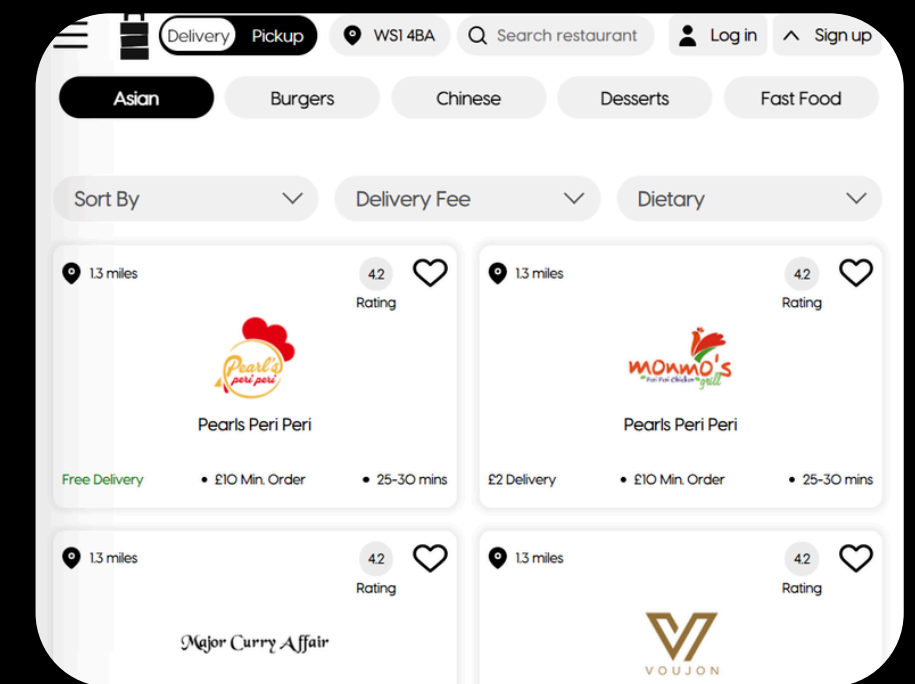 Delivery Pickup WS1 4BA Search restaurant Log in Sign up
Asian Burgers Chinese Desserts Fast Food
Sort By Delivery Fee Dietary
1.3 miles 4.2 1.3 miles 4.2
Rating Rating
Pearl's
peri peri
monmo's
"Peri Peri Chicken" grill
Pearls Peri Peri Pearls Peri Peri
Free Delivery • £10 Min. Order • 25-30 mins £2 Delivery • £10 Min. Order • 25-30 mins
1.3 miles 4.2 1.3 miles 4.2
Rating Rating
Major Curry Affair
VOUJON